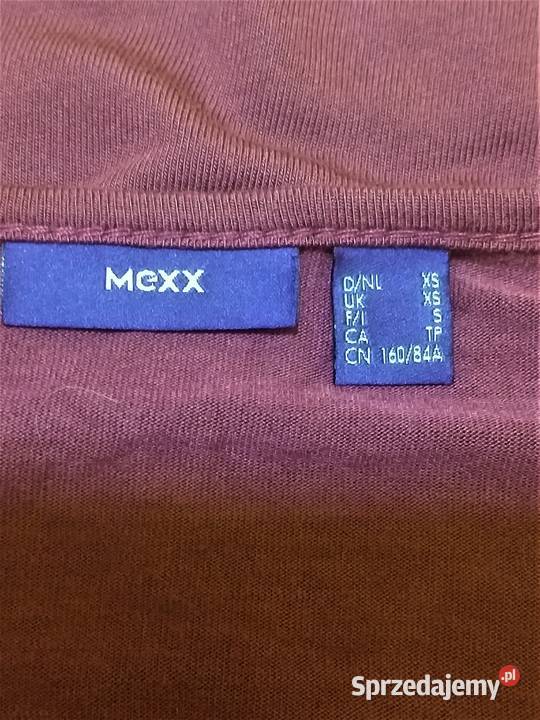 Mexx
D/NL XS
UK XS
F/I S
CA TP
CN 160/84A
Sprzedajemy.pl